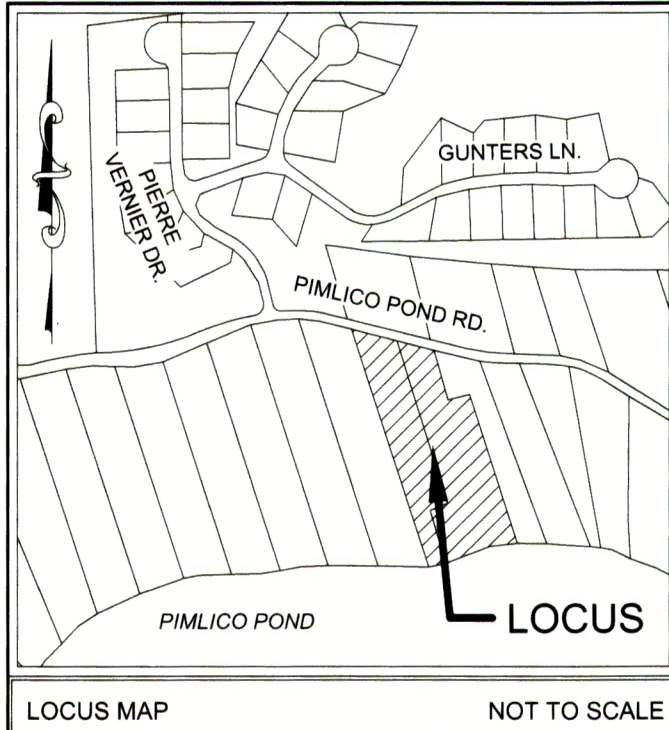 GUNTERS LN.
PIERRE
VERNIER DR.
PIMLICO POND RD.
PIMLICO POND
LOCUS
LOCUS MAP
NOT TO SCALE